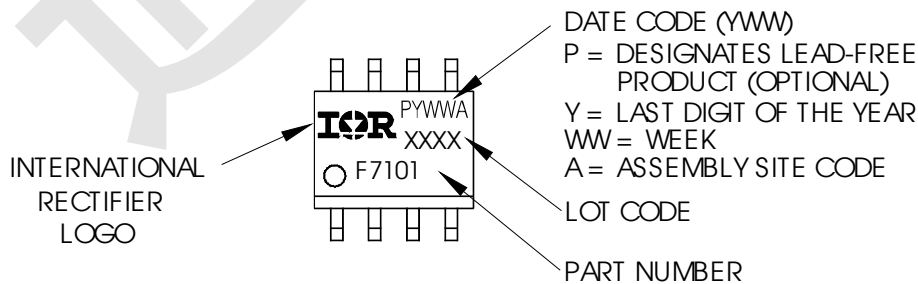 DATE CODE (YWW)
P = DESIGNATES LEAD-FREE
PRODUCT (OPTIONAL)
Y = LAST DIGIT OF THE YEAR
WW = WEEK
A = ASSEMBLY SITE CODE
LOT CODE
PART NUMBER
INTERNATIONAL
RECTIFIER
LOGO
IOR
PYWWA
XXXX
F7101